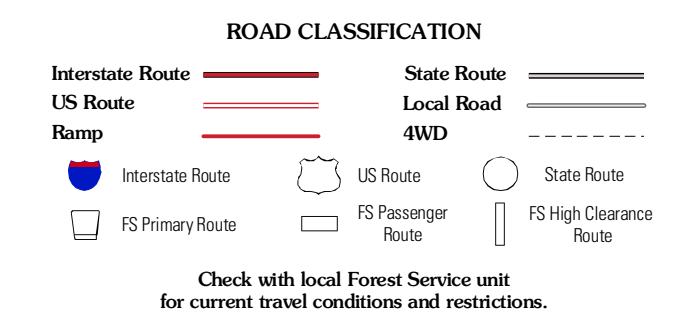 ROAD CLASSIFICATION
Interstate Route
State Route
US Route
Local Road
Ramp
4WD
Interstate Route
US Route
State Route
FS Primary Route
FS Passenger
Route
FS High Clearance
Route
Check with local Forest Service unit
for current travel conditions and restrictions.